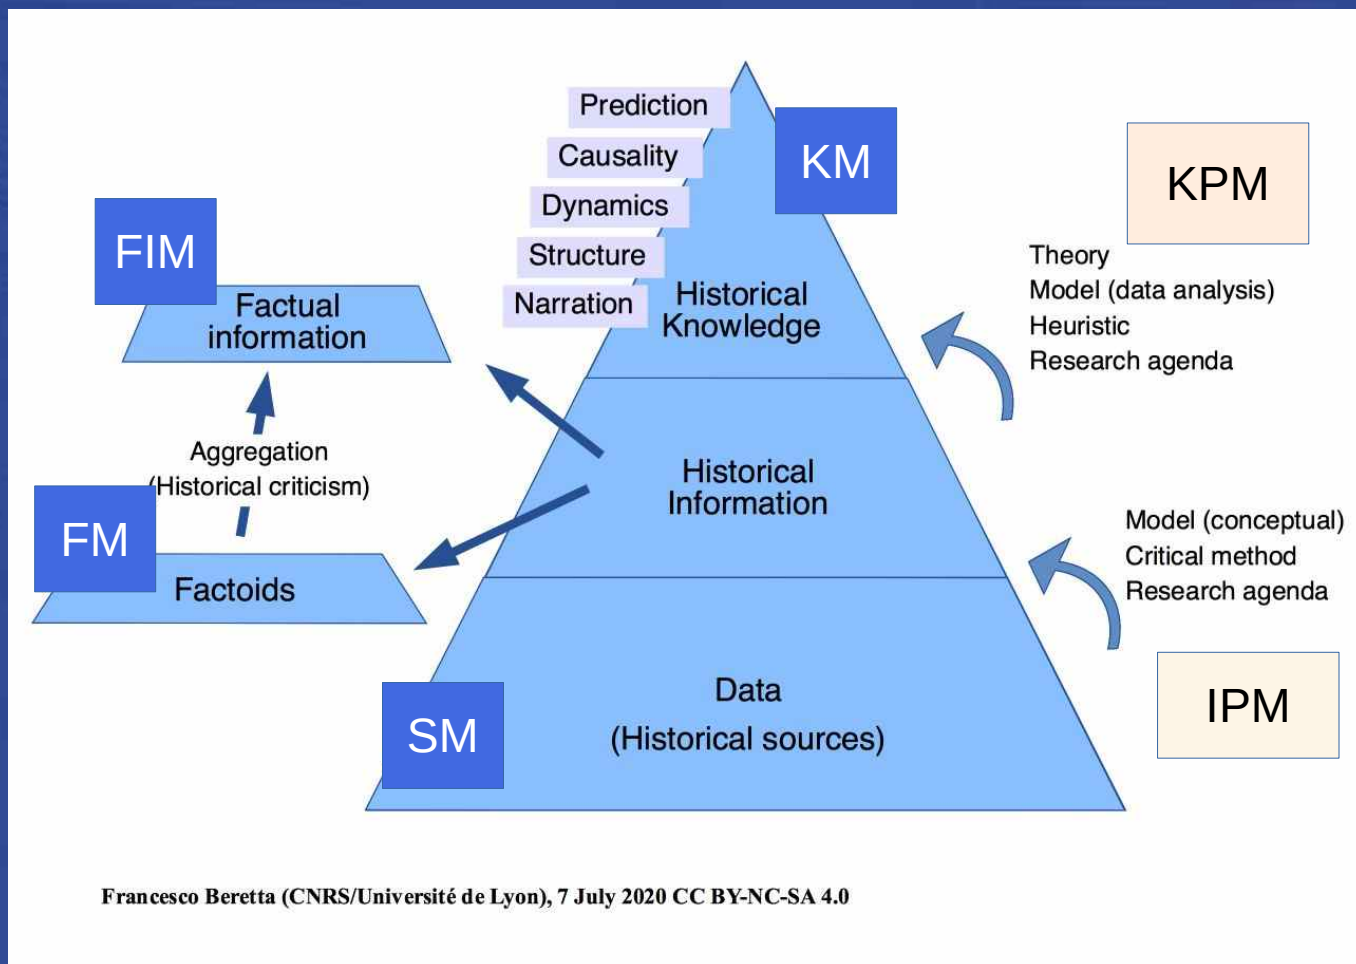 Prediction
Causality
Dynamics
Structure
Narration
KM
KPM
FIM
Factual
information
Historical
Knowledge
Theory
Model (data analysis)
Heuristic
Research agenda
Aggregation
(Historical criticism)
Historical
Information
FM
Factoids
Model (conceptual)
Critical method
Research agenda
SM
Data
(Historical sources)
IPM
Francesco Beretta (CNRS/Université de Lyon), 7 July 2020 CC BY-NC-SA 4.0